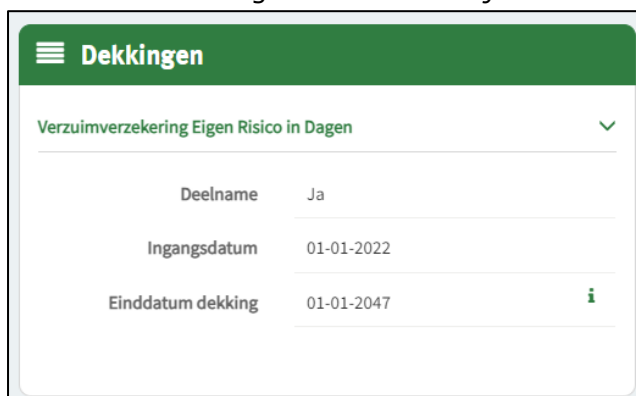 Dekkingen
Verzuimverzekering Eigen Risico in Dagen
Deelname Ja
Ingangsdatum 01-01-2022
Einddatum dekking 01-01-2047